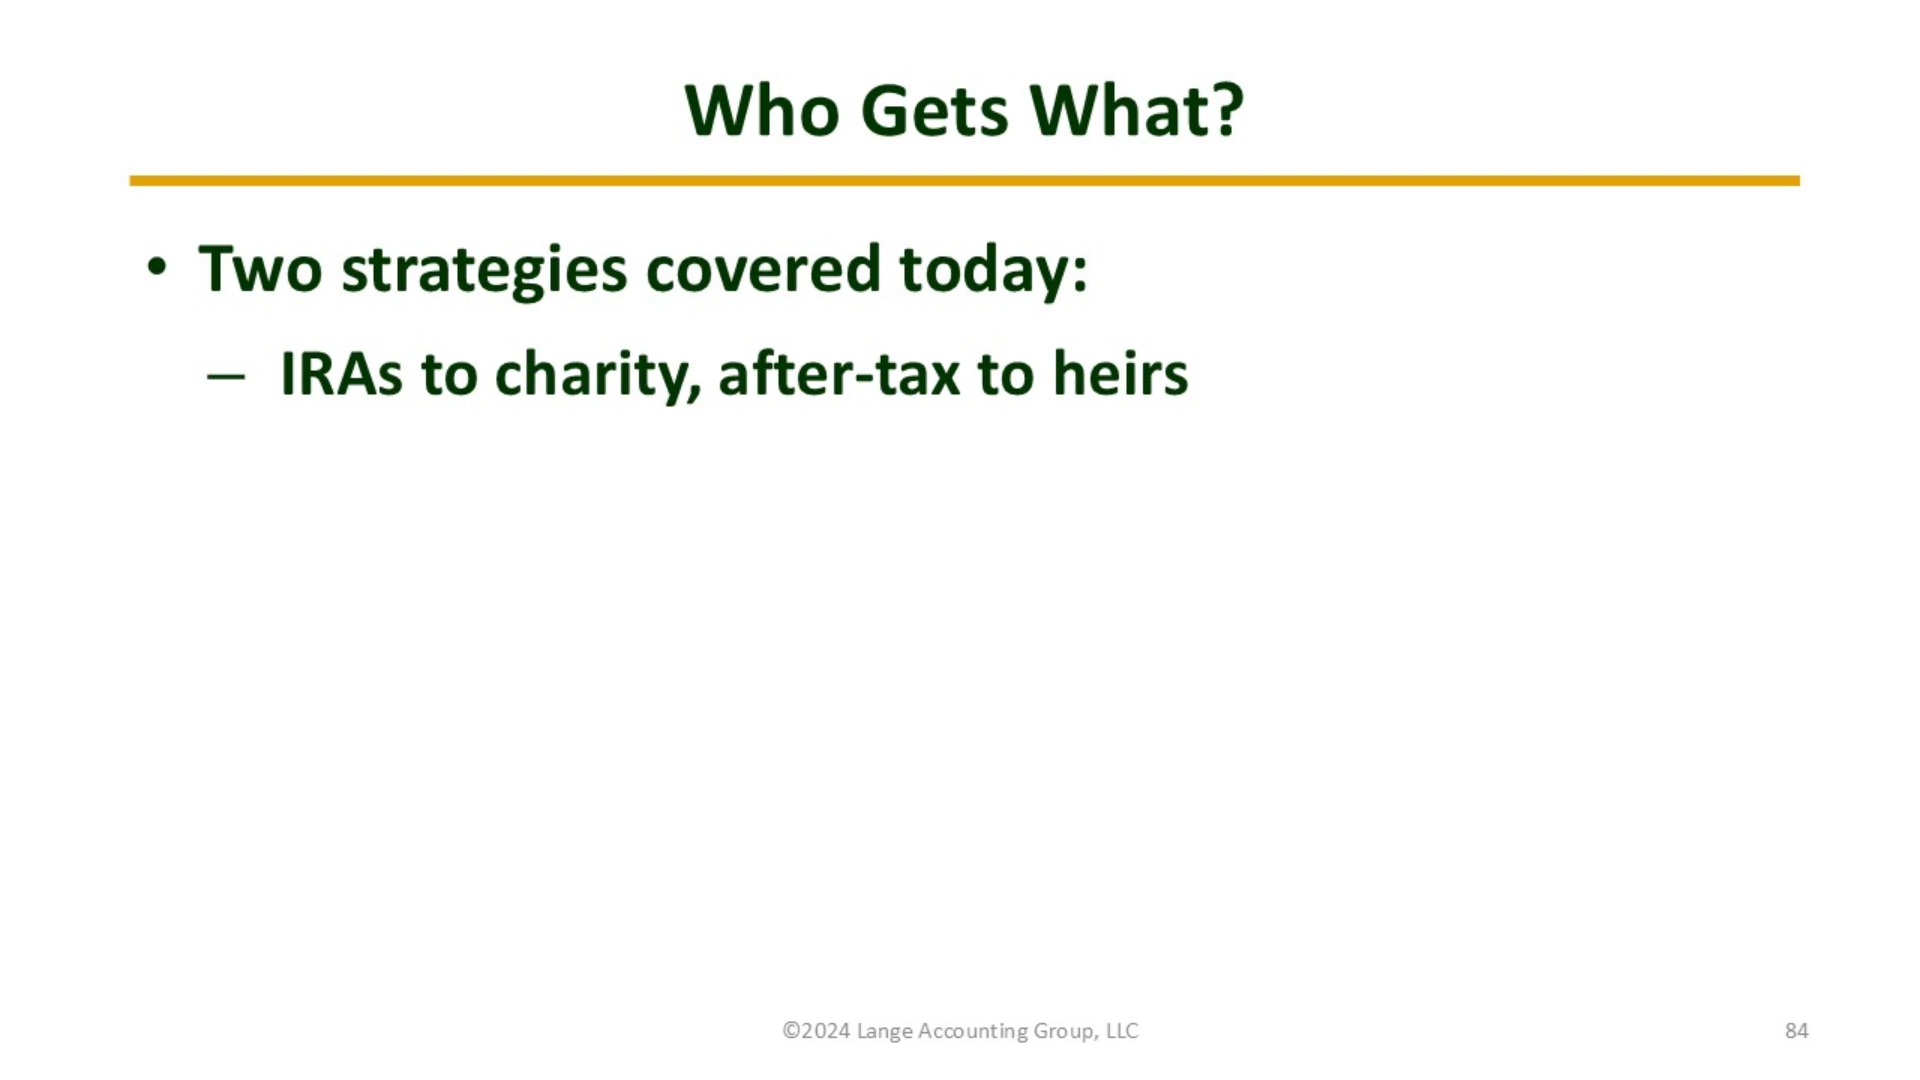 Who Gets What?
• Two strategies covered today:
– IRAs to charity, after-tax to heirs
©2024 Lange Accounting Group, LLC
84